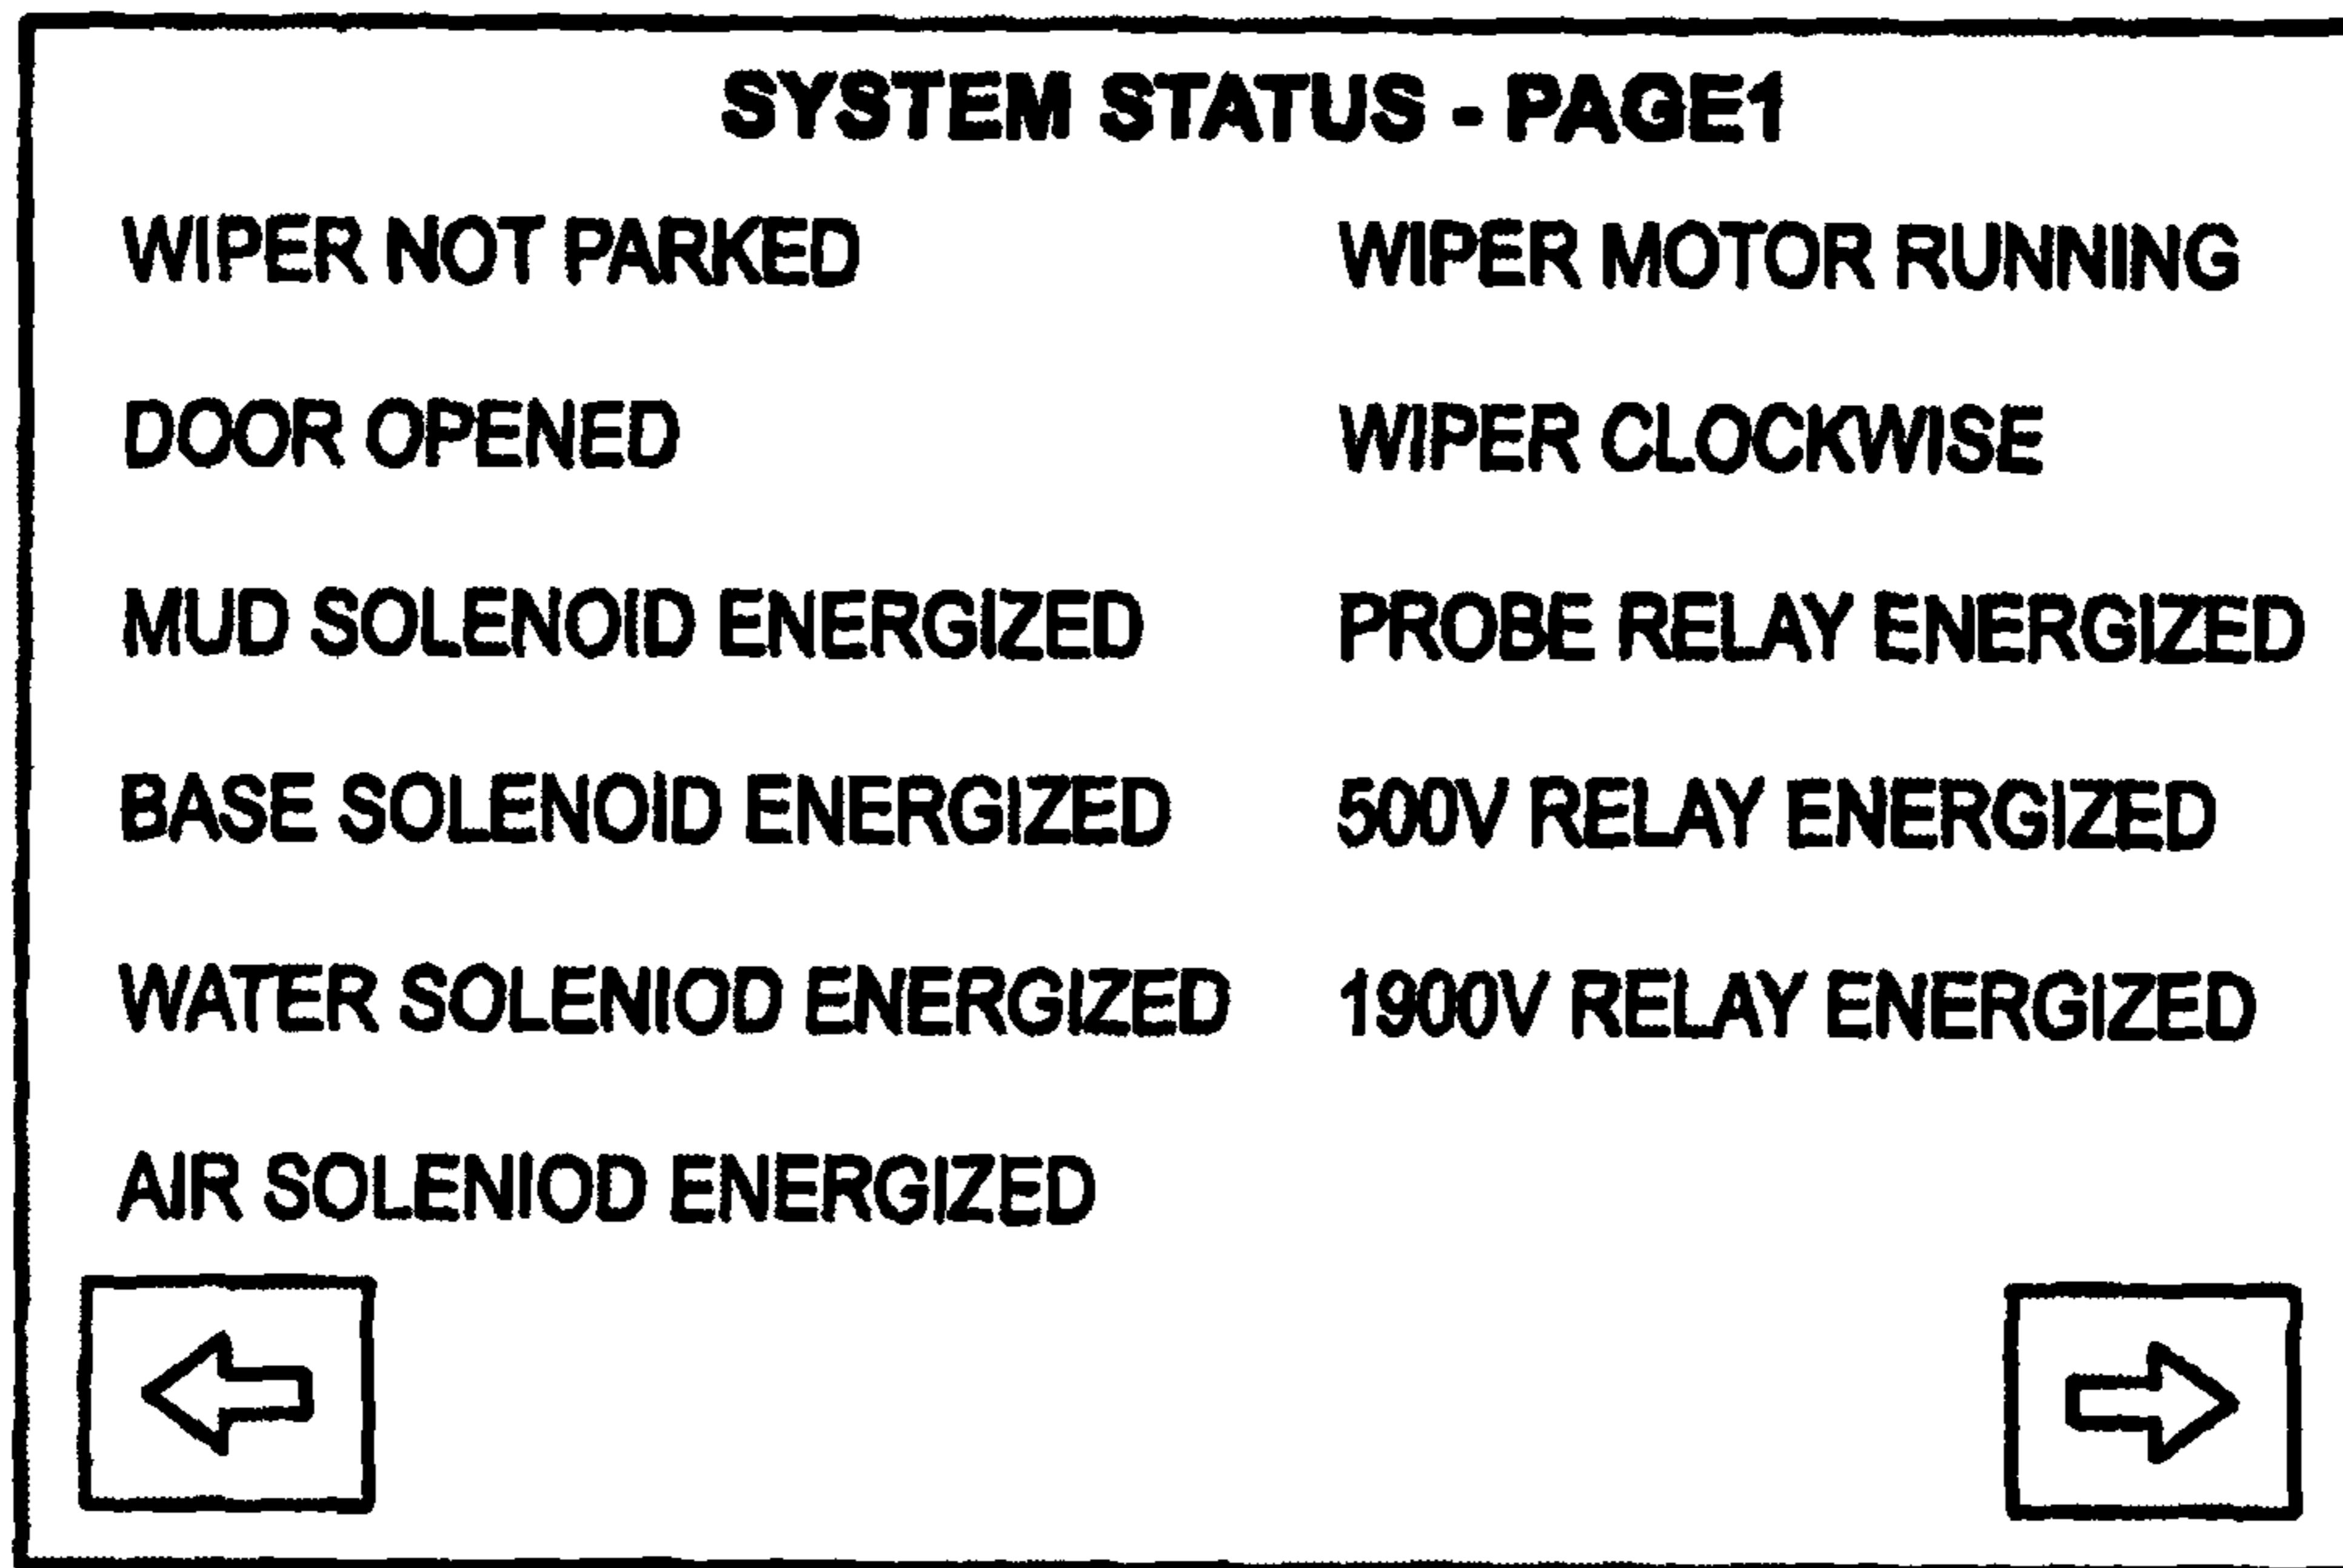 SYSTEM STATUS - PAGE1
WIPER NOT PARKED
WIPER MOTOR RUNNING
DOOR OPENED
WIPER CLOCKWISE
MUD SOLENOID ENERGIZED
PROBE RELAY ENERGIZED
BASE SOLENOID ENERGIZED
500V RELAY ENERGIZED
WATER SOLENIOD ENERGIZED
1900V RELAY ENERGIZED
AIR SOLENIOD ENERGIZED